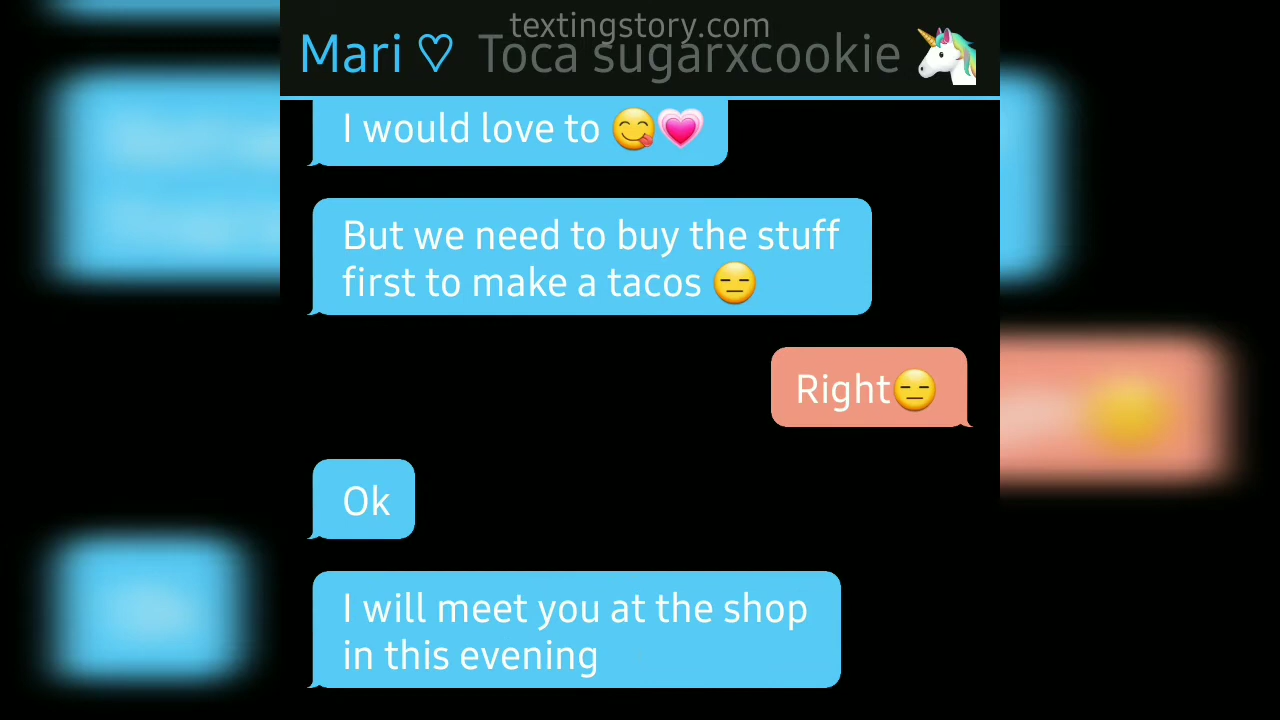 textingstory.com
Mari ♡ Toca sugarxcookie 🦄
I would love to 😋💗
But we need to buy the stuff
first to make a tacos 😑
Right😑
Ok
I will meet you at the shop
in this evening